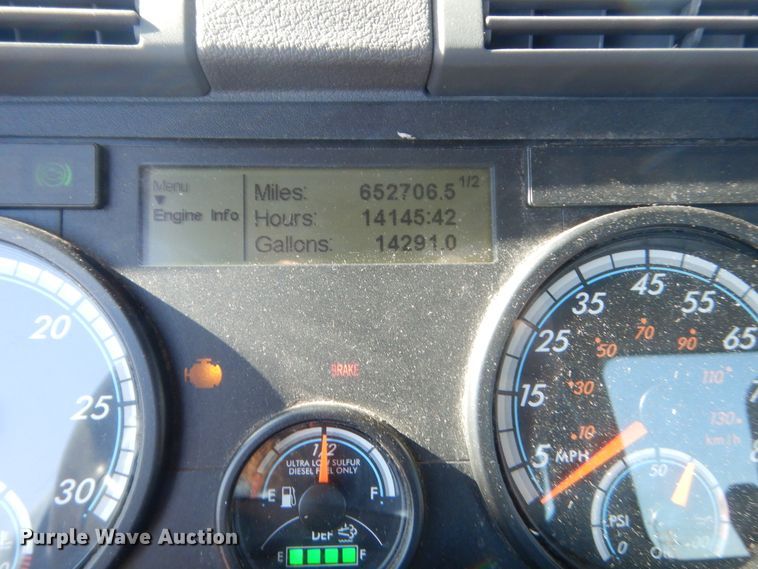 Menu
Engine Info
Miles: 652706.5 1/2
Hours: 14145:42
Gallons: 14291.0
20
25
30
BRAKE
1/2
ULTRA LOW SULFUR
DIESEL FUEL ONLY
E F
DEF
E F
5 15 25 35 45 55 65
MPH
10 30 50 70 90 110 130
km/h
50
PSI
0
Purple Wave Auction